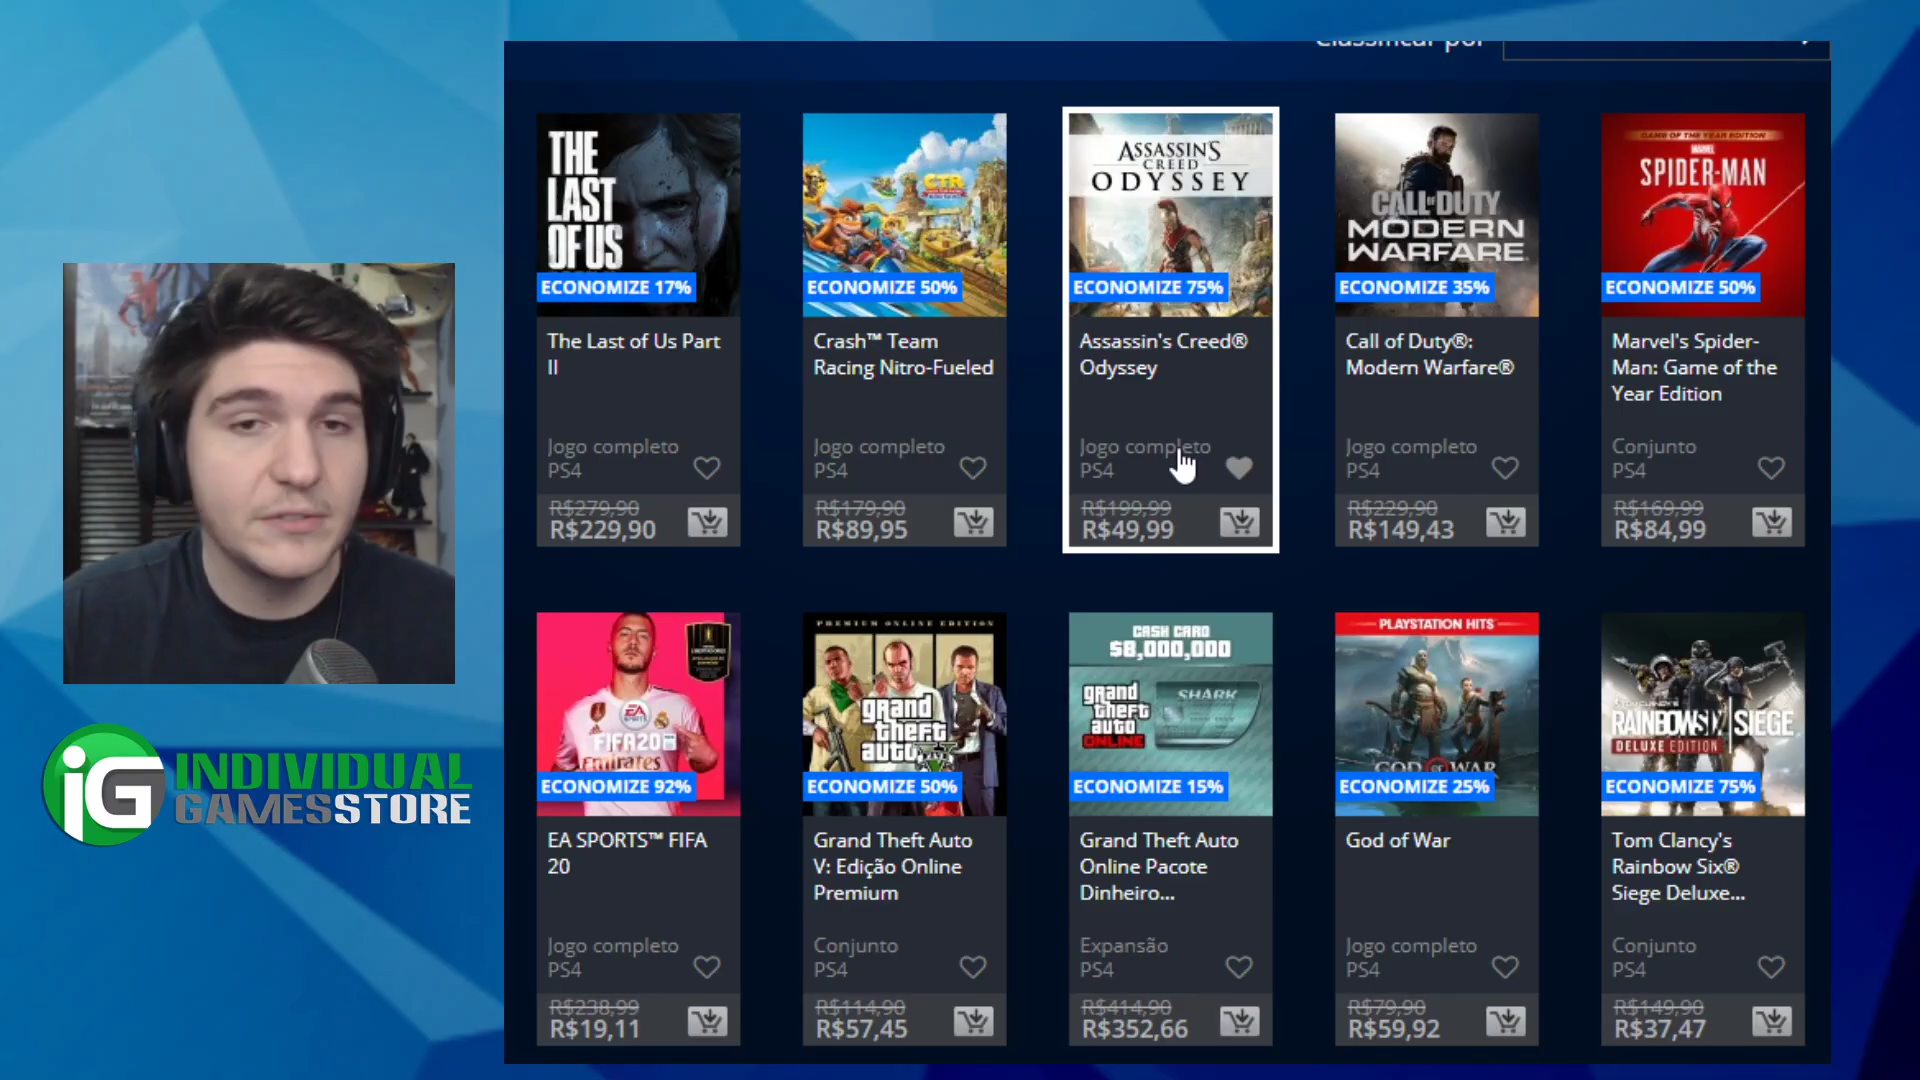 Classificar por
THE
LAST
OF US
ECONOMIZE 17%
The Last of Us Part
II
Jogo completo
PS4
R$279,90
R$229,90
CTR
ECONOMIZE 50%
Crash™ Team
Racing Nitro-Fueled
Jogo completo
PS4
R$179,90
R$89,95
ASSASSIN'S
CREED
ODYSSEY
ECONOMIZE 75%
Assassin's Creed®
Odyssey
Jogo completo
PS4
R$199,99
R$49,99
CALL OF DUTY
MODERN
WARFARE
ECONOMIZE 35%
Call of Duty®:
Modern Warfare®
Jogo completo
PS4
R$229,90
R$149,43
GAME OF THE YEAR EDITION
MARVEL
SPIDER-MAN
ECONOMIZE 50%
Marvel's Spider-
Man: Game of the
Year Edition
Conjunto
PS4
R$169,99
R$84,99
EA
SPORTS
FIFA20
Emirates
ECONOMIZE 92%
EA SPORTS™ FIFA
20
Jogo completo
PS4
R$238,99
R$19,11
PREMIUM ONLINE EDITION
grand
theft
auto
V
ECONOMIZE 50%
Grand Theft Auto
V: Edição Online
Premium
Conjunto
PS4
R$114,90
R$57,45
CASH CARD
$8,000,000
grand
theft
auto
ONLINE
SHARK
ECONOMIZE 15%
Grand Theft Auto
Online Pacote
Dinheiro...
Expansão
PS4
R$414,90
R$352,66
PLAYSTATION HITS
GOD OF WAR
ECONOMIZE 25%
God of War
Jogo completo
PS4
R$79,90
R$59,92
TOM CLANCY'S
RAINBOW SIX SIEGE
DELUXE EDITION
ECONOMIZE 75%
Tom Clancy's
Rainbow Six®
Siege Deluxe...
Conjunto
PS4
R$149,90
R$37,47
iG
INDIVIDUAL
GAMESSTORE